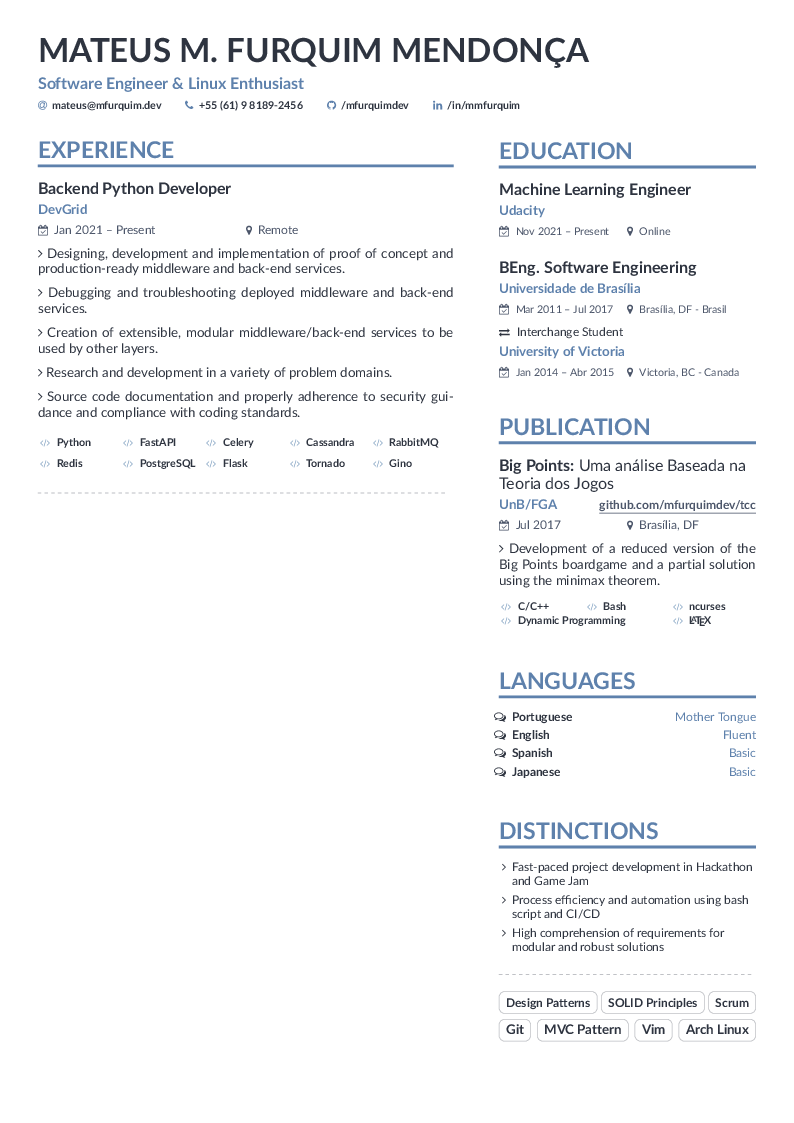 MATEUS M. FURQUIM MENDONÇA
Software Engineer & Linux Enthusiast
mateus@mfurquim.dev +55 (61) 9 8189-2456 /mfurquimdev /in/mmfurquim
EXPERIENCE
Backend Python Developer
DevGrid
Jan 2021 – Present Remote
› Designing, development and implementation of proof of concept and
production-ready middleware and back-end services.
› Debugging and troubleshooting deployed middleware and back-end
services.
› Creation of extensible, modular middleware/back-end services to be
used by other layers.
› Research and development in a variety of problem domains.
› Source code documentation and properly adherence to security gui-
dance and compliance with coding standards.
Python FastAPI Celery Cassandra RabbitMQ
Redis PostgreSQL Flask Tornado Gino
EDUCATION
Machine Learning Engineer
Udacity
Nov 2021 – Present Online
BEng. Software Engineering
Universidade de Brasília
Mar 2011 – Jul 2017 Brasília, DF - Brasil
Interchange Student
University of Victoria
Jan 2014 – Abr 2015 Victoria, BC - Canada
PUBLICATION
Big Points: Uma análise Baseada na
Teoria dos Jogos
UnB/FGA github.com/mfurquimdev/tcc
Jul 2017 Brasília, DF
› Development of a reduced version of the
Big Points boardgame and a partial solution
using the minimax theorem.
C/C++ Bash ncurses
Dynamic Programming LATEX
LANGUAGES
Portuguese Mother Tongue
English Fluent
Spanish Basic
Japanese Basic
DISTINCTIONS
› Fast-paced project development in Hackathon
and Game Jam
› Process efficiency and automation using bash
script and CI/CD
› High comprehension of requirements for
modular and robust solutions
Design Patterns SOLID Principles Scrum
Git MVC Pattern Vim Arch Linux